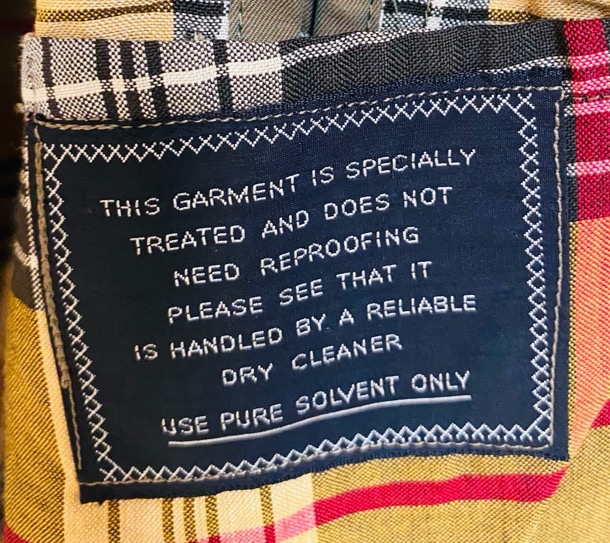 THIS GARMENT IS SPECIALLY
TREATED AND DOES NOT
NEED REPROOFING
PLEASE SEE THAT IT
IS HANDLED BY A RELIABLE
DRY CLEANER
USE PURE SOLVENT ONLY